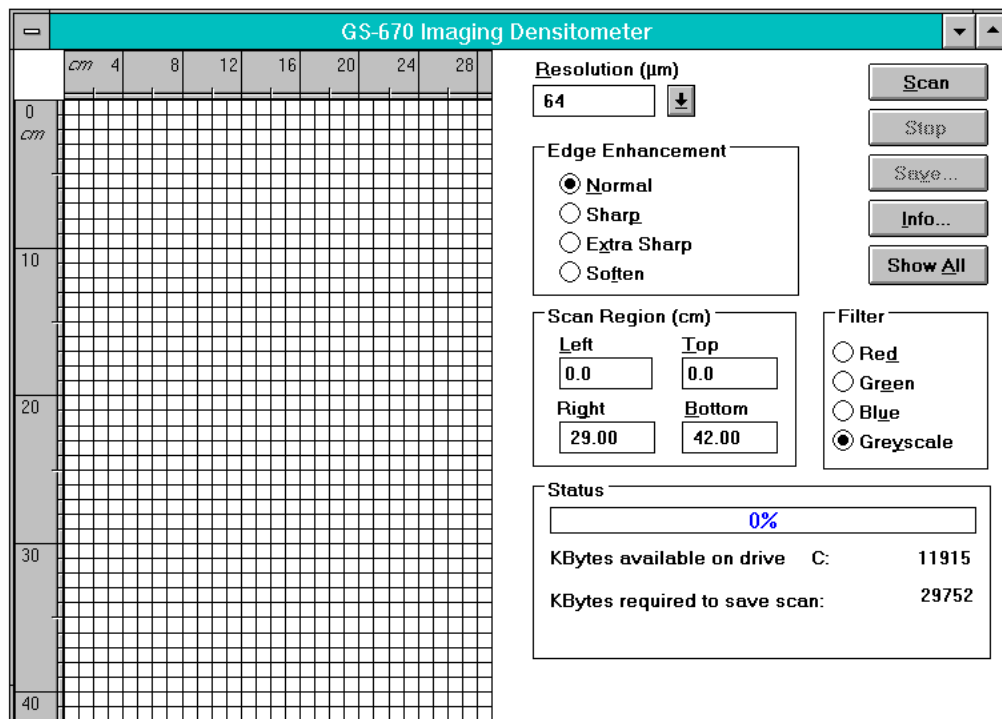 GS-670 Imaging Densitometer
cm 4 8 12 16 20 24 28
0
cm
10
20
30
40
Resolution (µm)
64
Edge Enhancement
Normal
Sharp
Extra Sharp
Soften
Scan
Stop
Save...
Info...
Show All
Scan Region (cm)
Left Top
0.0 0.0
Right Bottom
29.00 42.00
Filter
Red
Green
Blue
Greyscale
Status
0%
KBytes available on drive C: 11915
KBytes required to save scan: 29752